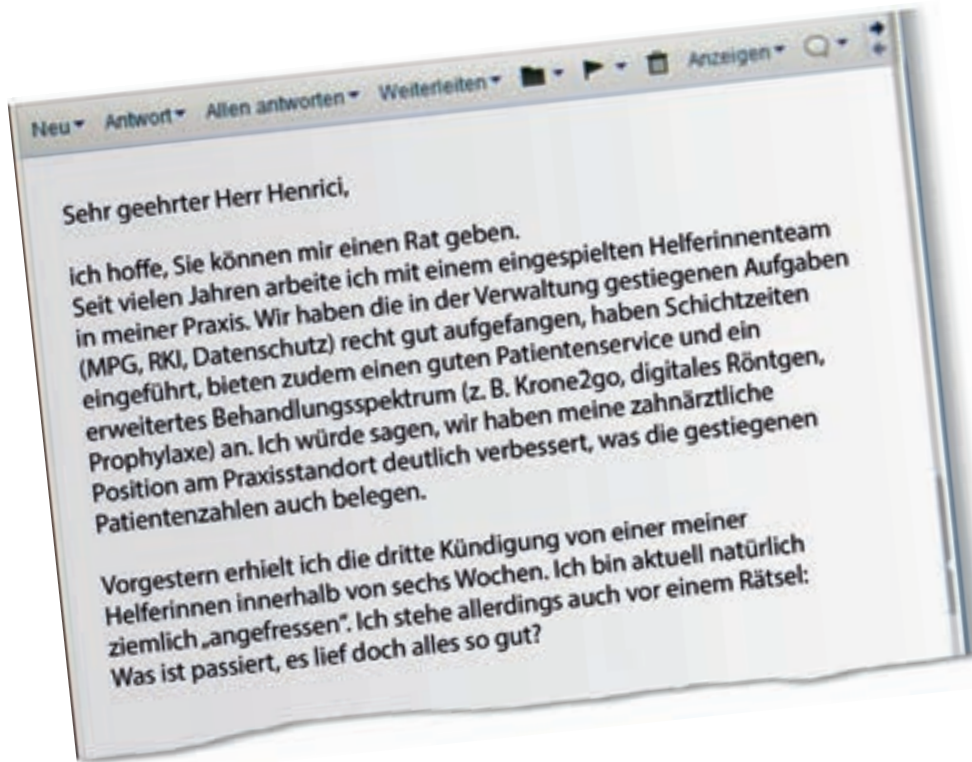 Neu Antwort Allen antworten Weiterleiten Anzeigen
Sehr geehrter Herr Henrici,
ich hoffe, Sie können mir einen Rat geben.
Seit vielen Jahren arbeite ich mit einem eingespielten Helferinnenteam
in meiner Praxis. Wir haben die in der Verwaltung gestiegenen Aufgaben
(MPG, RKI, Datenschutz) recht gut aufgefangen, haben Schichtzeiten
eingeführt, bieten zudem einen guten Patientenservice und ein
erweitertes Behandlungsspektrum (z. B. Krone2go, digitales Röntgen,
Prophylaxe) an. Ich würde sagen, wir haben meine zahnärztliche
Position am Praxisstandort deutlich verbessert, was die gestiegenen
Patientenzahlen auch belegen.
Vorgestern erhielt ich die dritte Kündigung von einer meiner
Helferinnen innerhalb von sechs Wochen. Ich bin aktuell natürlich
ziemlich „angefressen“. Ich stehe allerdings auch vor einem Rätsel:
Was ist passiert, es lief doch alles so gut?